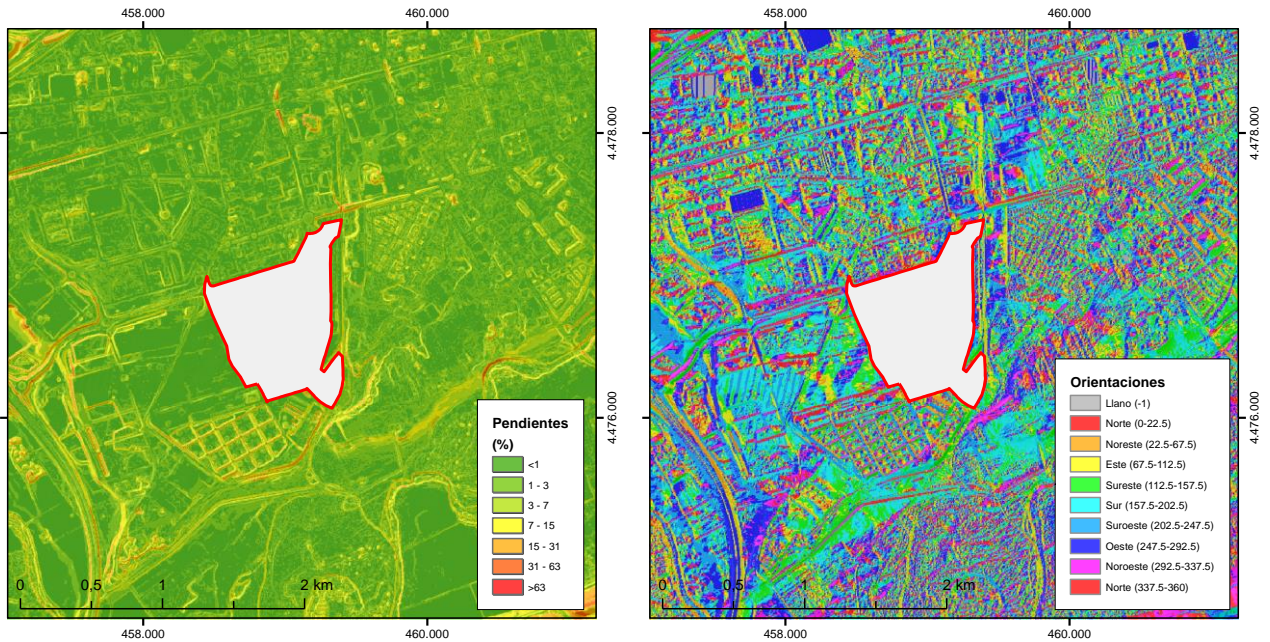 458.000
460.000
4.478.000
4.476.000
Pendientes
(%)
<1
1 - 3
3 - 7
7 - 15
15 - 31
31 - 63
>63
0
0.5
1
2 km
458.000
460.000
458.000
460.000
4.478.000
4.476.000
Orientaciones
Llano (-1)
Norte (0-22.5)
Noreste (22.5-67.5)
Este (67.5-112.5)
Sureste (112.5-157.5)
Sur (157.5-202.5)
Suroeste (202.5-247.5)
Oeste (247.5-292.5)
Noroeste (292.5-337.5)
Norte (337.5-360)
0
0.5
1
2 km
458.000
460.000